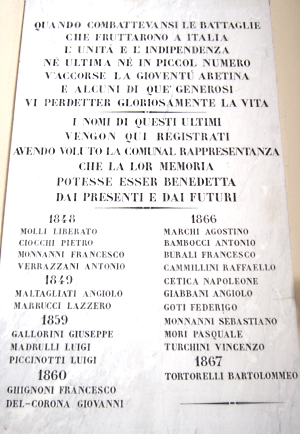 QUANDO COMBATTEVANSI LE BATTAGLIE
CHE FRUTTARONO A ITALIA
L'UNITÀ E L'INDIPENDENZA
NÉ ULTIMA NÉ IN PICCOL NUMERO
V'ACCORSE LA GIOVENTÙ ARETINA
E ALCUNI DI QUE' GENEROSI
VI PERDETTER GLORIOSAMENTE LA VITA
I NOMI DI QUESTI ULTIMI
VENGON QUI REGISTRATI
AVENDO VOLUTO LA COMUNAL RAPPRESENTANZA
CHE LA LOR MEMORIA
POTESSE ESSER BENEDETTA
DAI PRESENTI E DAI FUTURI
1848
MOLLI LIBERATO
CIOCCHI PIETRO
MONNANNI FRANCESCO
VERRAZZANI ANTONIO
1849
MALTAGLIATI ANGIOLO
MARRUCCI LAZZERO
1859
GALLORINI GIUSEPPE
MADRULLI LUIGI
PICCINOTTI LUIGI
1860
GHIGNONI FRANCESCO
DEL-CORONA GIOVANNI
1866
MARCHI AGOSTINO
BAMBOCCI ANTONIO
BURALI FRANCESCO
CAMMILLINI RAFFAELLO
CETICA NAPOLEONE
GIABBANI ANGIOLO
GOTI FEDERIGO
MONNANNI SEBASTIANO
MORI PASQUALE
TURCHINI VINCENZO
1867
TORTORELLI BARTOLOMMEO